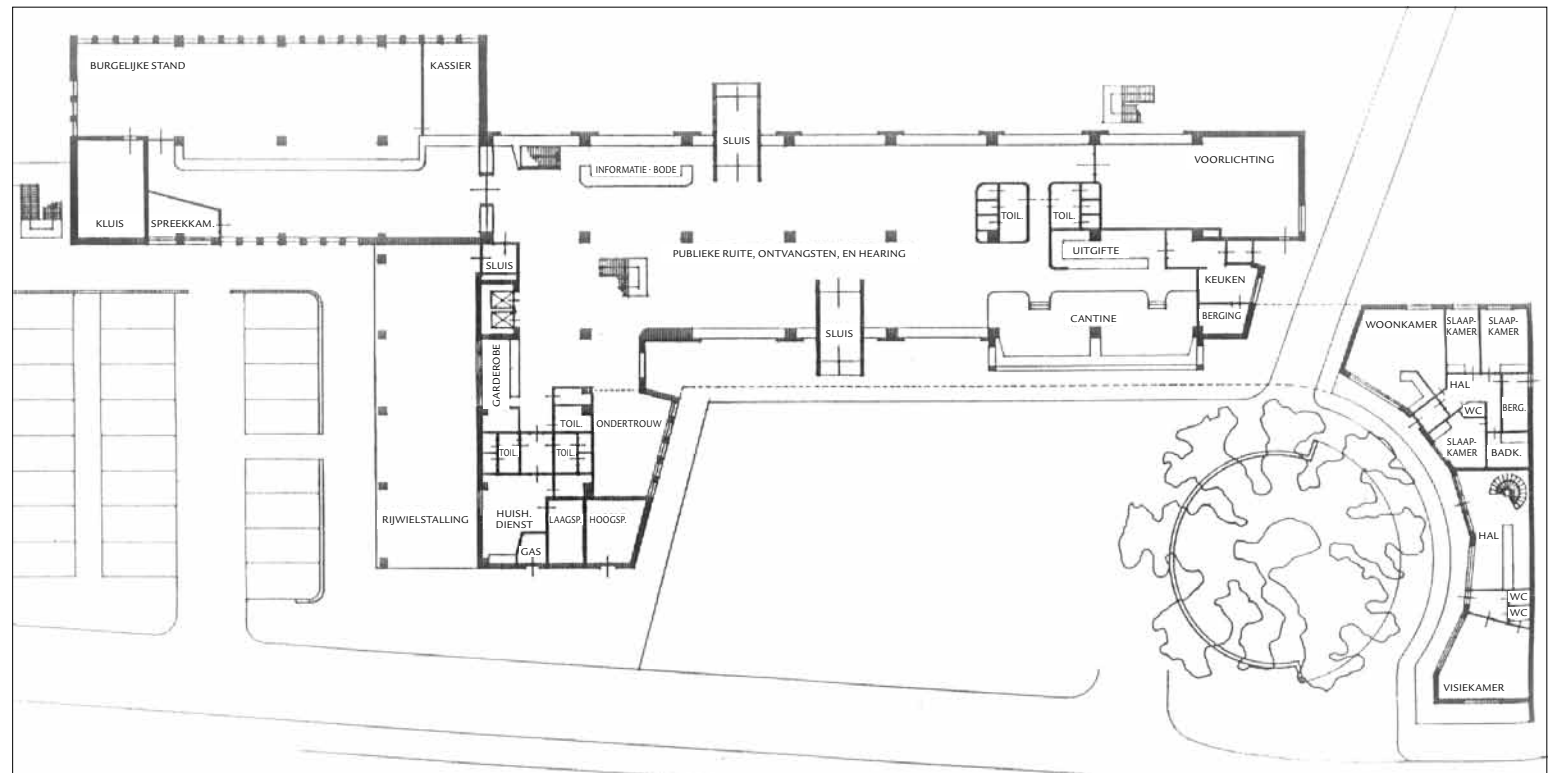 BURGELIJKE STAND
KASSIER
KLUIS
SPREEKKAM.
INFORMATIE - BODE
SLUIS
VOORLICHTING
TOIL.
TOIL.
UITGIFTE
KEUKEN
BERGING
CANTINE
PUBLIEKE RUITE, ONTVANGSTEN, EN HEARING
SLUIS
SLUIS
GARDEROBE
TOIL.
ONDERTROUW
TOIL.
TOIL.
RIJWIELSTALLING
HUISH.
DIENST
GAS
LAAGSP.
HOOGSP.
WOONKAMER
SLAAP-
KAMER
SLAAP-
KAMER
HAL
WC
BERG.
SLAAP-
KAMER
BADK.
HAL
WC
WC
VISIEKAMER